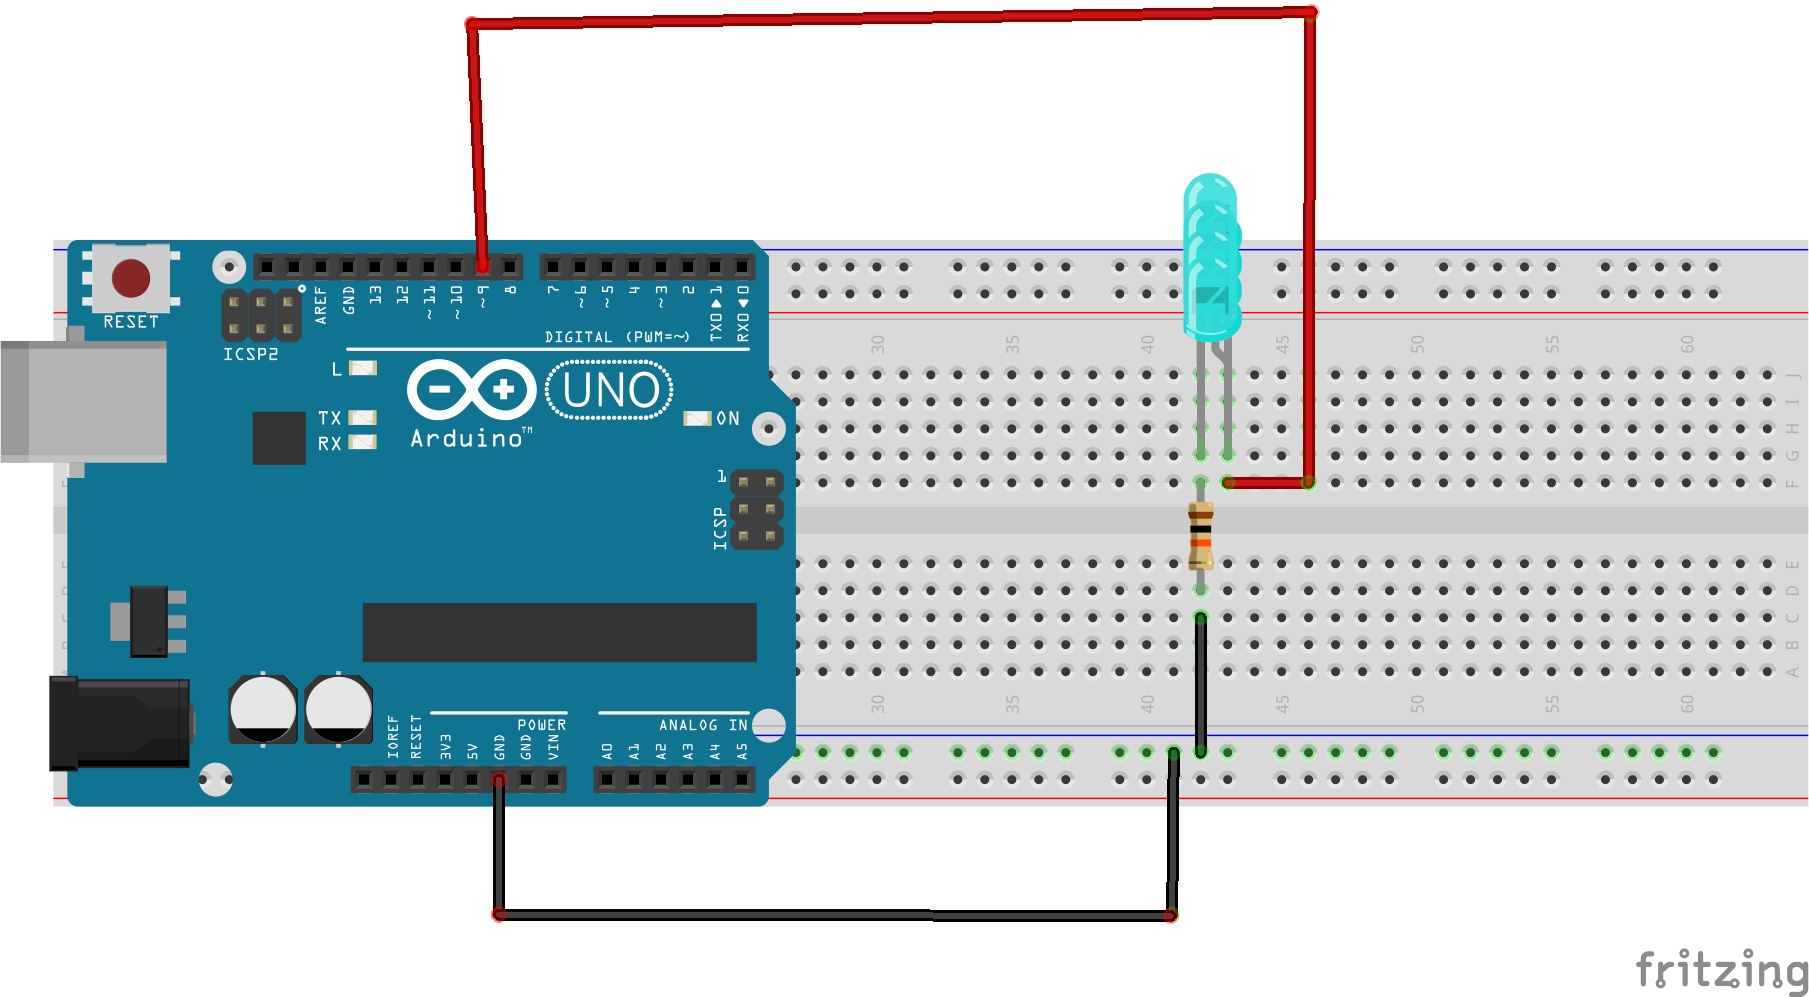 RESET
ICSP2
AREF
GND
13
12
~11
~10
~9
8
7
~6
~5
4
~3
2
TX0▶1
RX0◀0
DIGITAL (PWM=~)
L
TX
RX
Arduino™
UNO
ON
1
ICSP
30
35
40
45
50
55
60
J
I
H
G
F
E
D
C
B
A
30
35
40
45
50
55
60
IOREF
RESET
3V3
5V
GND
GND
VIN
POWER
A0
A1
A2
A3
A4
A5
ANALOG IN
fritzing